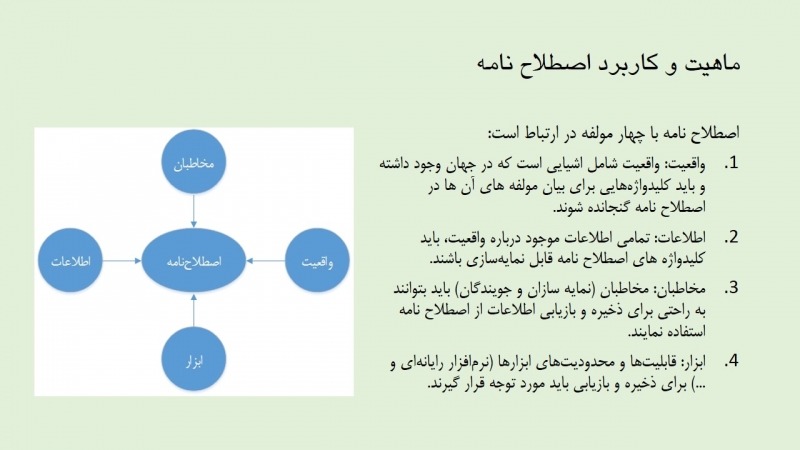 ماهیت و کاربرد اصطلاح نامه
اصطلاح نامه با چهار مولفه در ارتباط است:
1. واقعیت: واقعیت شامل اشیایی است که در جهان وجود داشته
و باید کلیدواژه‌هایی برای بیان مولفه های آن ها در
اصطلاح نامه گنجانده شوند.
2. اطلاعات: تمامی اطلاعات موجود درباره واقعیت، باید
کلیدواژه های اصطلاح نامه قابل نمایه‌سازی باشند.
3. مخاطبان: مخاطبان (نمایه سازان و جویندگان) باید بتوانند
به راحتی برای ذخیره و بازیابی اطلاعات از اصطلاح نامه
استفاده نمایند.
4. ابزار: قابلیت‌ها و محدودیت‌های ابزارها (نرم‌افزار رایانه‌ای و
...) برای ذخیره و بازیابی باید مورد توجه قرار گیرند.
مخاطبان
واقعیت
اصطلاح‌نامه
اطلاعات
ابزار